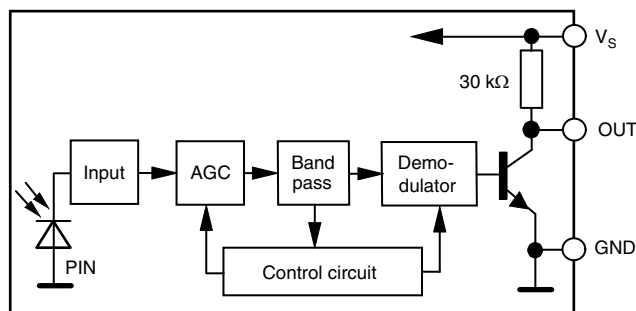 V_S
30 kΩ
OUT
Input
AGC
Band
pass
Demo-
dulator
PIN
Control circuit
GND